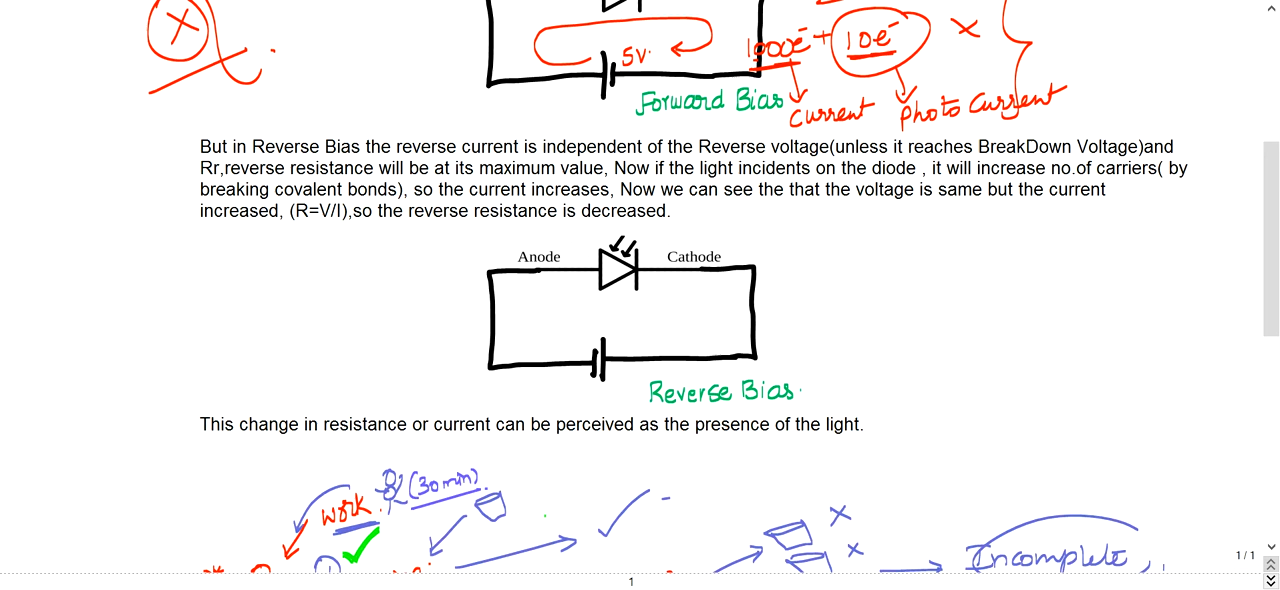 5V.
1000e⁻ + 10e⁻ X
Forward Bias
Current
Photo Current
But in Reverse Bias the reverse current is independent of the Reverse voltage(unless it reaches BreakDown Voltage)and
Rr,reverse resistance will be at its maximum value, Now if the light incidents on the diode , it will increase no.of carriers( by
breaking covalent bonds), so the current increases, Now we can see the that the voltage is same but the current
increased, (R=V/I),so the reverse resistance is decreased.
Anode
Cathode
Reverse Bias.
This change in resistance or current can be perceived as the presence of the light.
(30min).
work.
X
X
Incomplete,
1 / 1
1